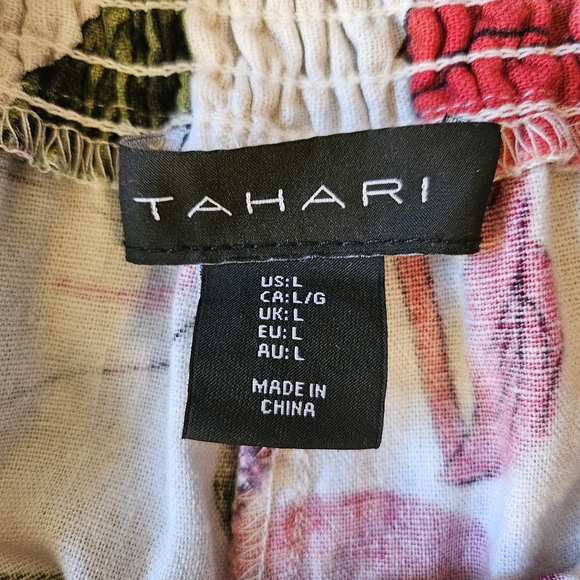 TAHARI
US: L
CA: L/G
UK: L
EU: L
AU: L
MADE IN
CHINA